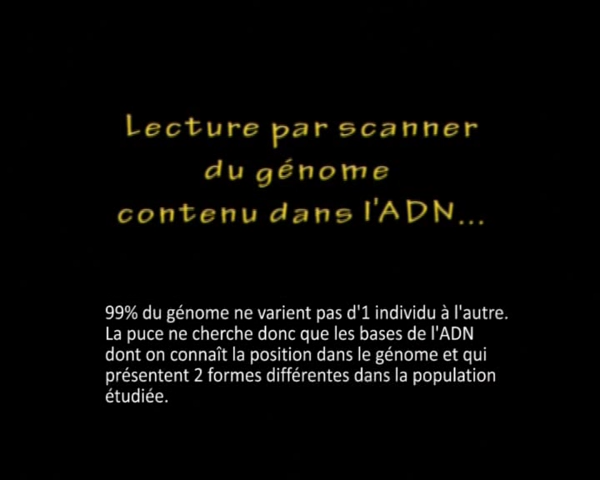 Lecture par scanner
du génome
contenu dans l'ADN...
99% du génome ne varient pas d'1 individu à l'autre.
La puce ne cherche donc que les bases de l'ADN
dont on connaît la position dans le génome et qui
présentent 2 formes différentes dans la population
étudiée.